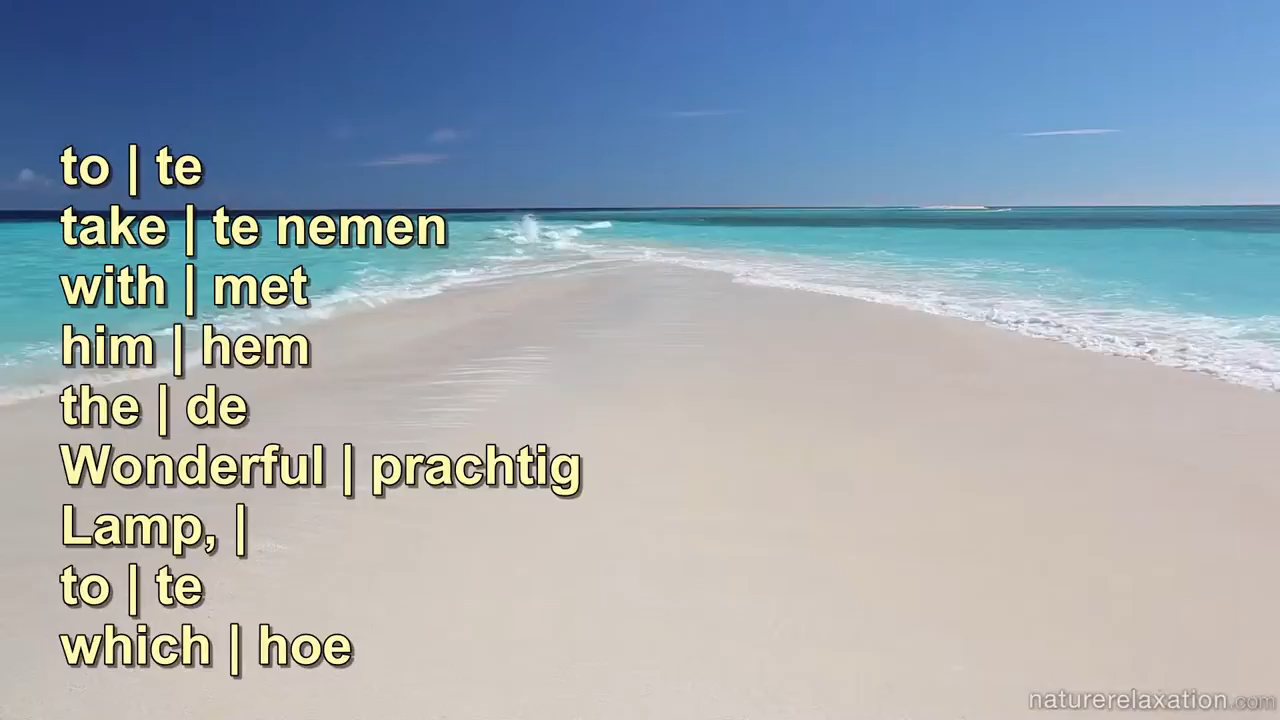 to | te
take | te nemen
with | met
him | hem
the | de
Wonderful | prachtig
Lamp, |
to | te
which | hoe
naturerelaxation.com